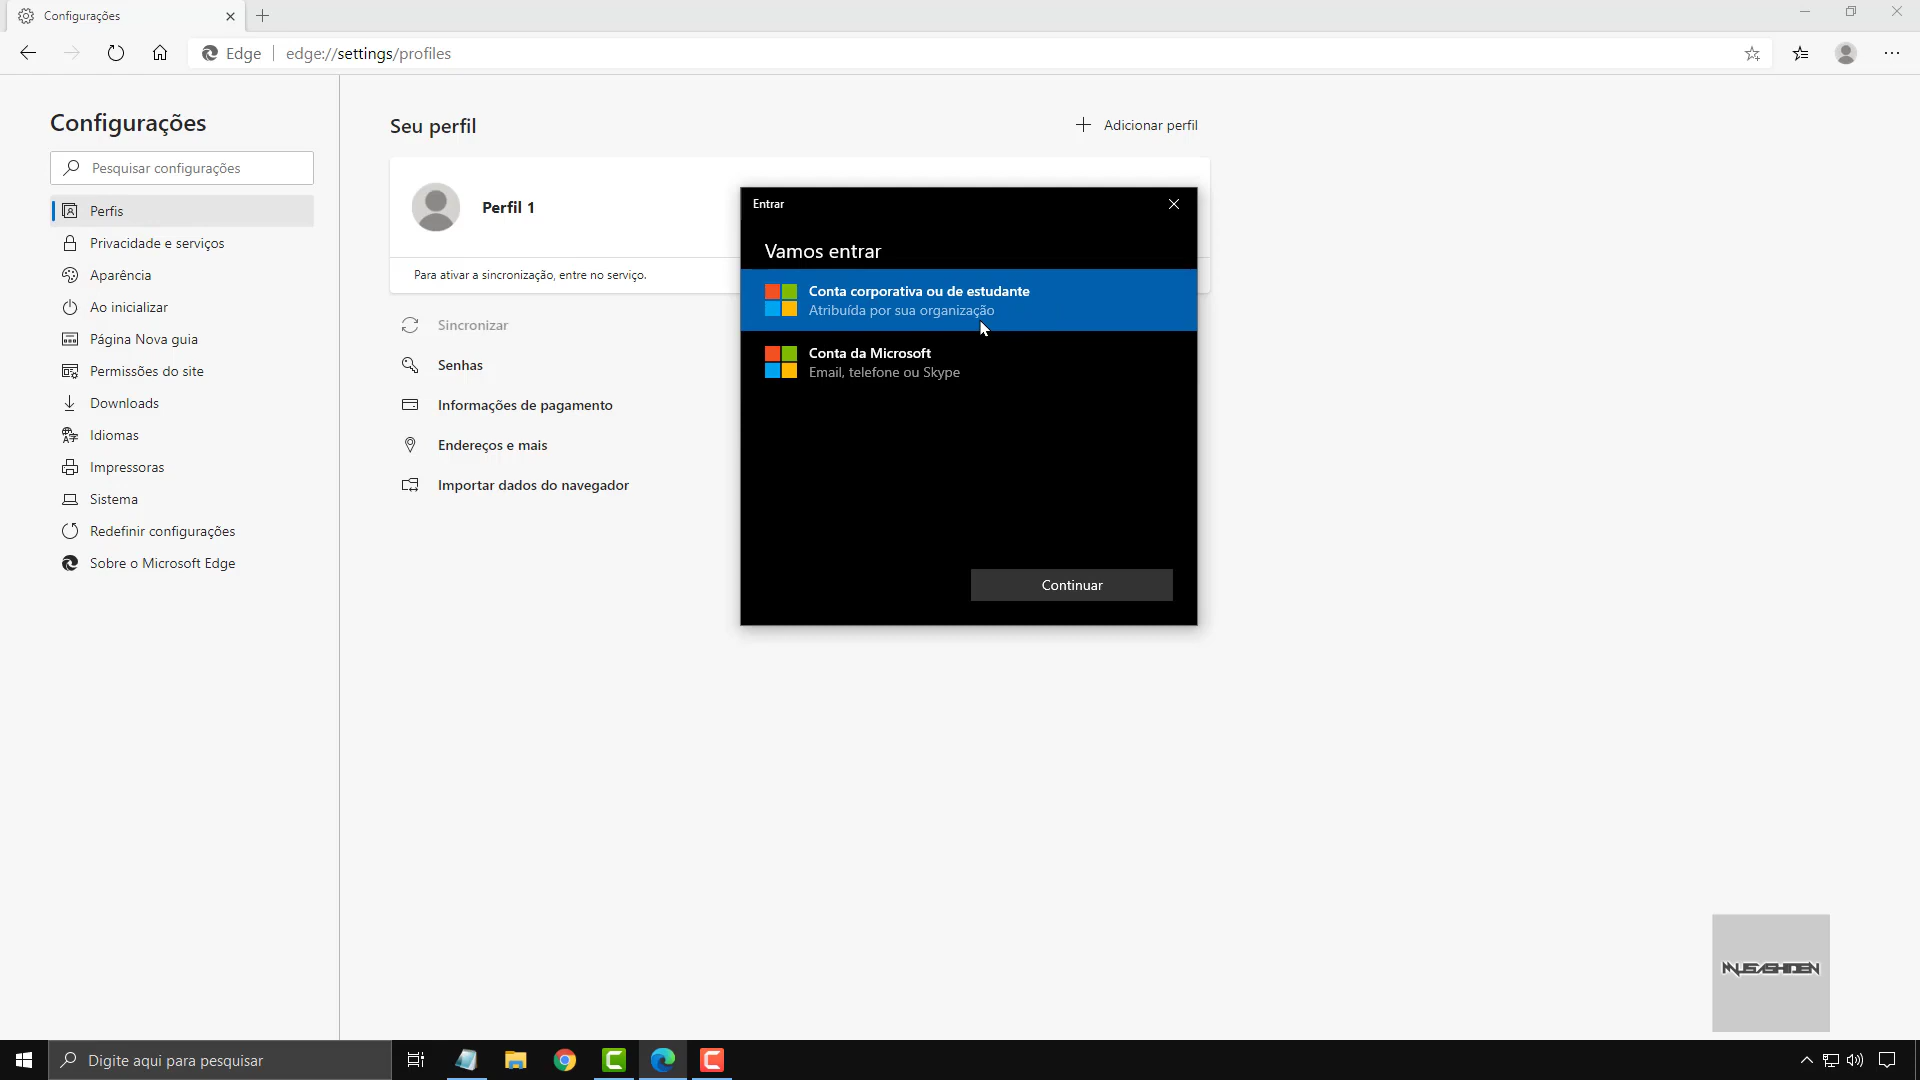 Configurações
Edge
edge://settings/profiles
Configurações
Pesquisar configurações
Perfis
Privacidade e serviços
Aparência
Ao inicializar
Página Nova guia
Permissões do site
Downloads
Idiomas
Impressoras
Sistema
Redefinir configurações
Sobre o Microsoft Edge
Seu perfil
Adicionar perfil
Perfil 1
Para ativar a sincronização, entre no serviço.
Sincronizar
Senhas
Informações de pagamento
Endereços e mais
Importar dados do navegador
Entrar
Vamos entrar
Conta corporativa ou de estudante
Atribuída por sua organização
Conta da Microsoft
Email, telefone ou Skype
Continuar
MUSASHIDEN
Digite aqui para pesquisar